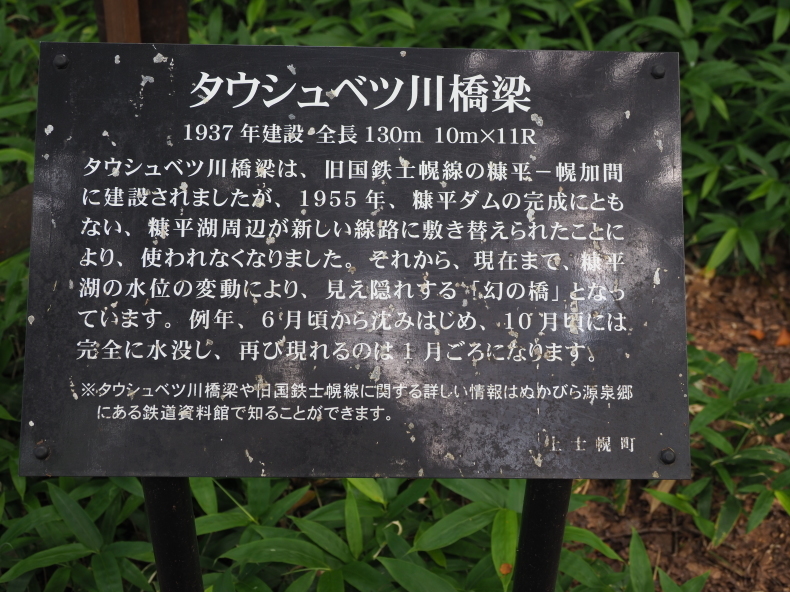 タウシュベツ川橋梁
1937年建設 全長130m 10m×11R
タウシュベツ川橋梁は、旧国鉄士幌線の糠平−幌加間
に建設されましたが、1955年、糠平ダムの完成にとも
ない、糠平湖周辺が新しい線路に敷き替えられたことに
より、使われなくなりました。それから、現在まで、糠平
湖の水位の変動により、見え隠れする「幻の橋」となっ
ています。例年、6月頃から沈みはじめ、10月頃には
完全に水没し、再び現れるのは1月ごろになります。
※タウシュベツ川橋梁や旧国鉄士幌線に関する詳しい情報はぬかびら源泉郷
にある鉄道資料館で知ることができます。
上士幌町